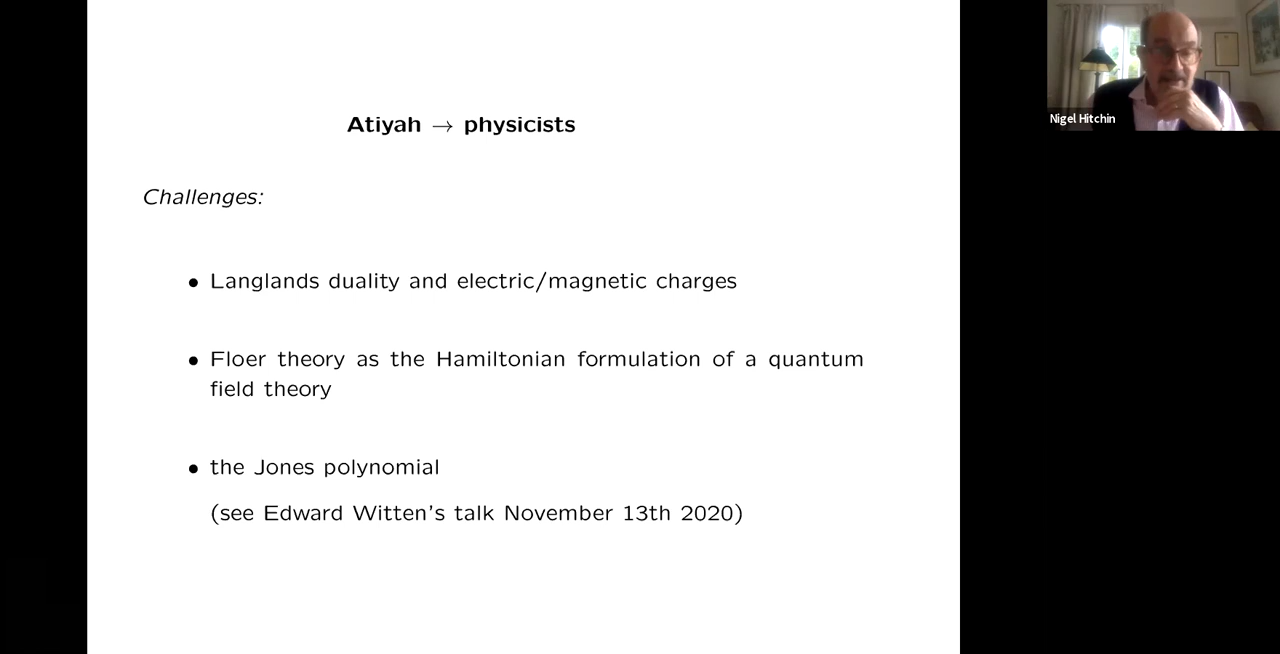 Atiyah → physicists
Nigel Hitchin
Challenges:
• Langlands duality and electric/magnetic charges
• Floer theory as the Hamiltonian formulation of a quantum
field theory
• the Jones polynomial
(see Edward Witten's talk November 13th 2020)